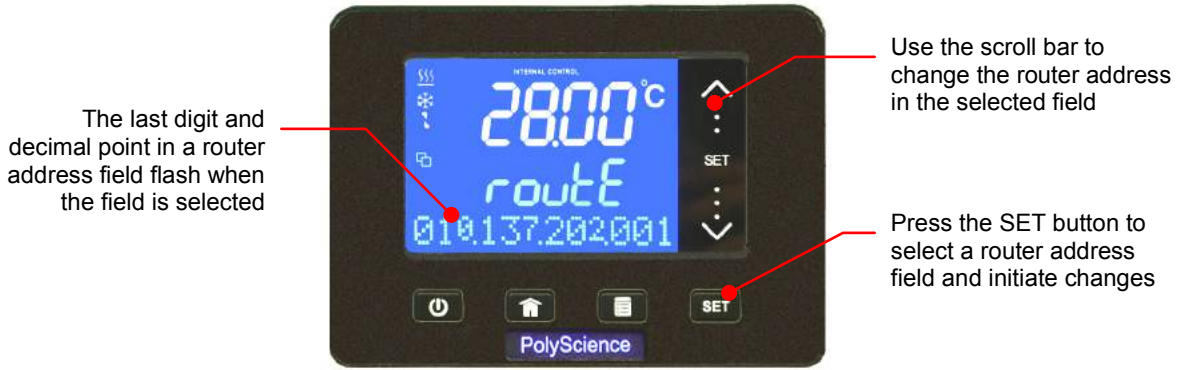 The last digit and
decimal point in a router
address field flash when
the field is selected
INTERNAL CONTROL
28.00°C
routE
010.137.202.001
SET
SET
PolyScience
Use the scroll bar to
change the router address
in the selected field
Press the SET button to
select a router address
field and initiate changes